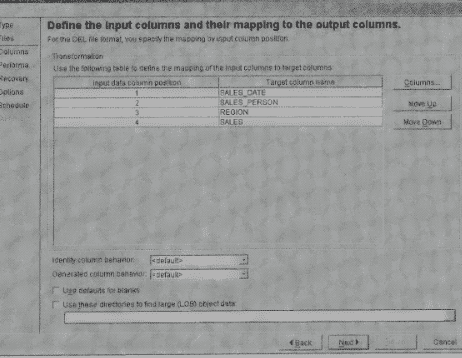 Type
Files
Columns
Performa
Recovery
Options
Schedule
Define the input columns and their mapping to the output columns.
For the DEL file format, you specify the mapping by input column position.
Transformation
Use the following table to define the mapping of the input columns to target columns:
Input data column position Target column name
1 SALES_DATE
2 SALES_PERSON
3 REGION
4 SALES
Columns...
Move Up
Move Down
Identity column behavior: <default>
Generated column behavior: <default>
Use defaults for blanks
Use these directories to find large (LOB) object data:
Back Next Cancel